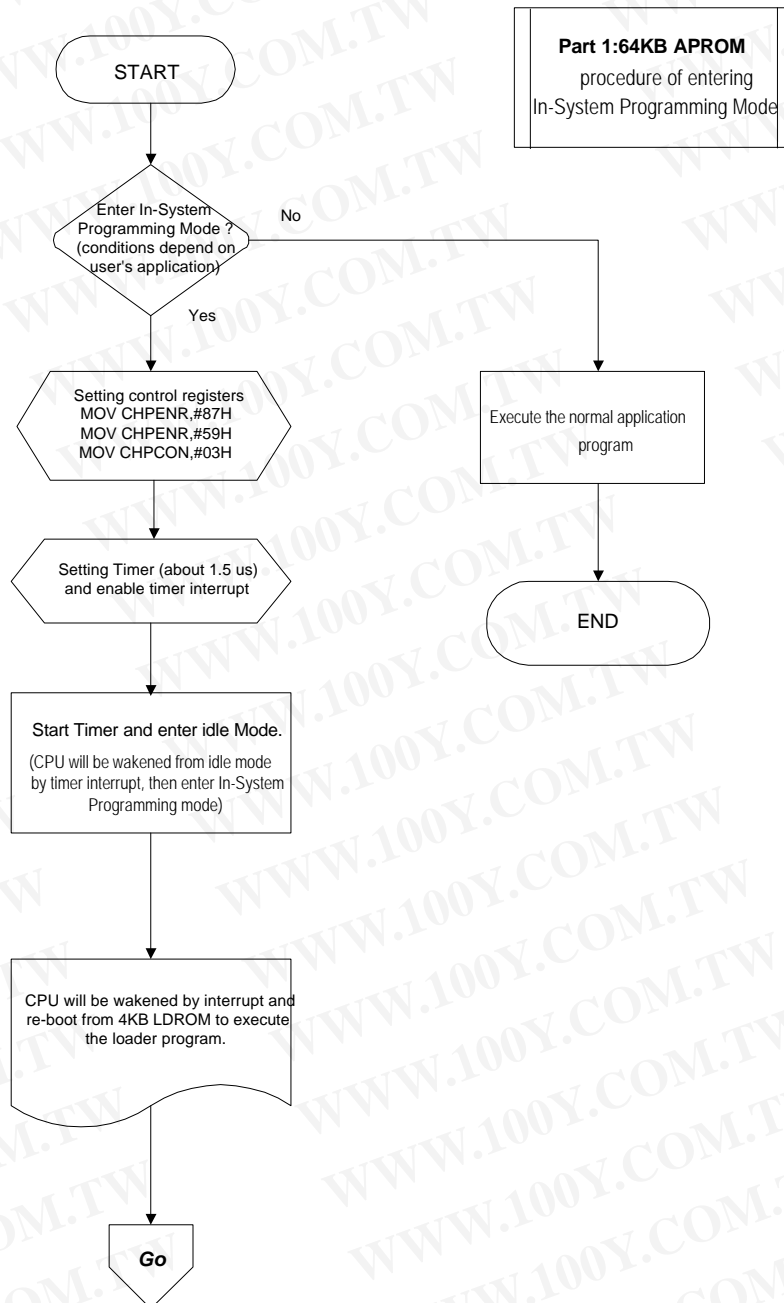 START
Part 1:64KB APROM
procedure of entering
In-System Programming Mode
Enter In-System
Programming Mode ?
(conditions depend on
user's application)
No
Yes
Setting control registers
MOV CHPENR,#87H
MOV CHPENR,#59H
MOV CHPCON,#03H
Execute the normal application
program
Setting Timer (about 1.5 us)
and enable timer interrupt
END
Start Timer and enter idle Mode.
(CPU will be wakened from idle mode
by timer interrupt, then enter In-System
Programming mode)
CPU will be wakened by interrupt and
re-boot from 4KB LDROM to execute
the loader program.
Go
WWW.100Y.COM.TW